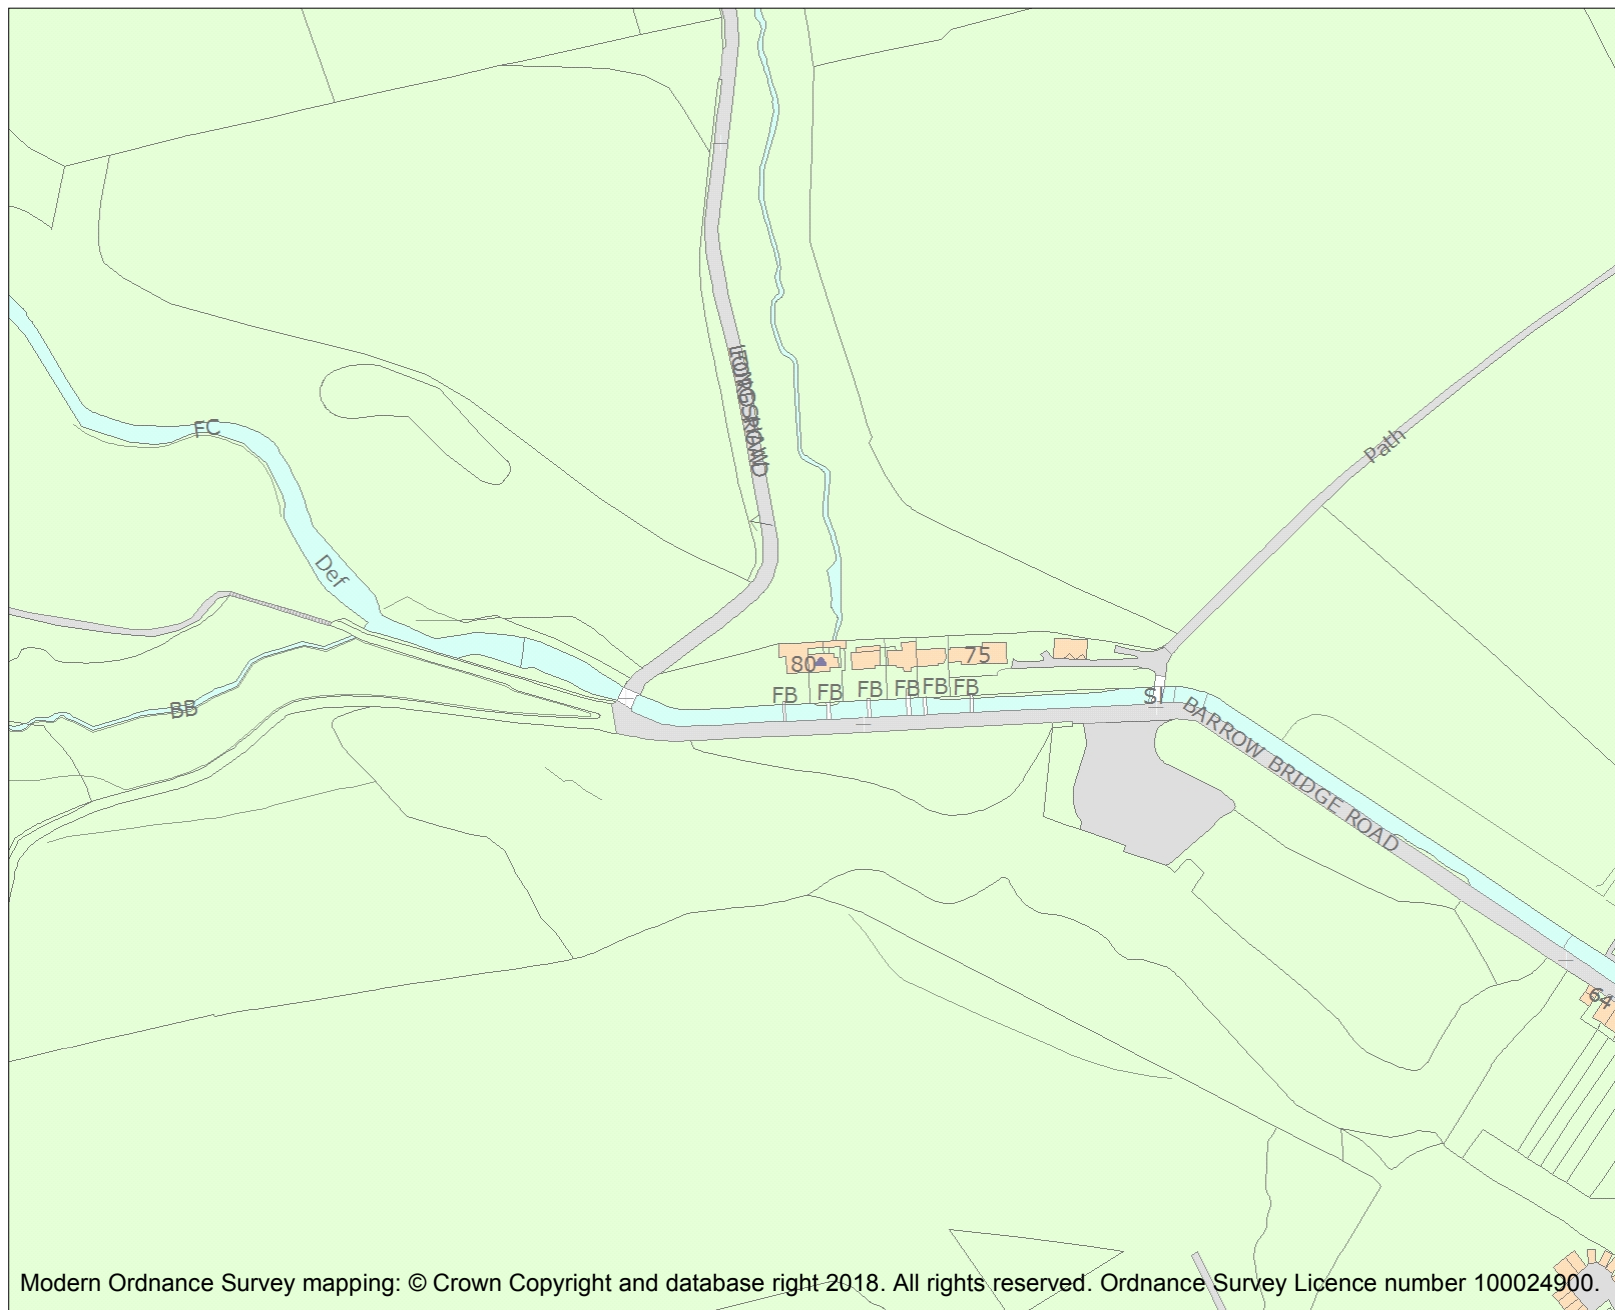 FC
Path
Def
80
75
FB
FB
FB
FB
FB
FB
SI
BB
BARROW BRIDGE ROAD
64
Modern Ordnance Survey mapping: © Crown Copyright and database right 2018. All rights reserved. Ordnance Survey Licence number 100024900.